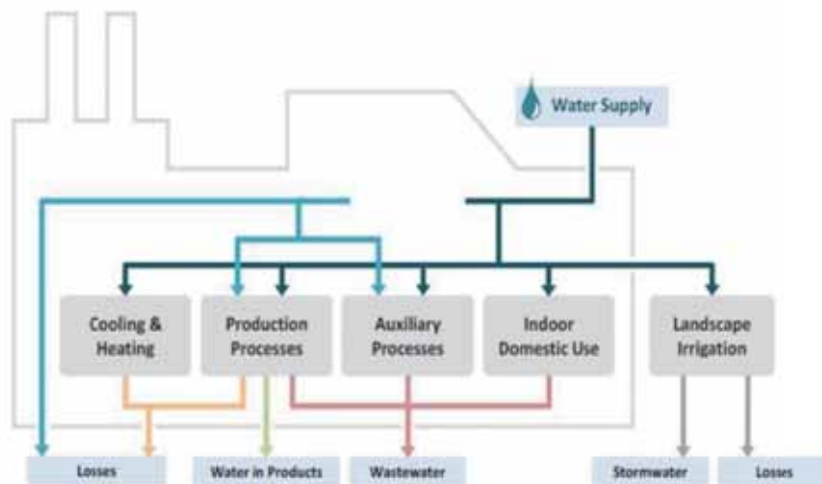 Water Supply
Cooling &
Heating
Production
Processes
Auxiliary
Processes
Indoor
Domestic Use
Landscape
Irrigation
Losses
Water in Products
Wastewater
Stormwater
Losses